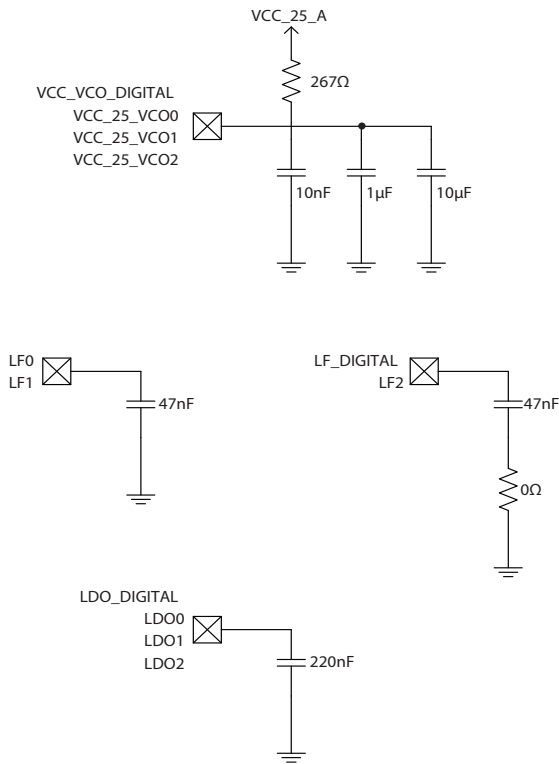 VCC_25_A
267Ω
VCC_VCO_DIGITAL
VCC_25_VCO0
VCC_25_VCO1
VCC_25_VCO2
10nF
1µF
10µF
LF0
LF1
47nF
LF_DIGITAL
LF2
47nF
0Ω
LDO_DIGITAL
LDO0
LDO1
LDO2
220nF